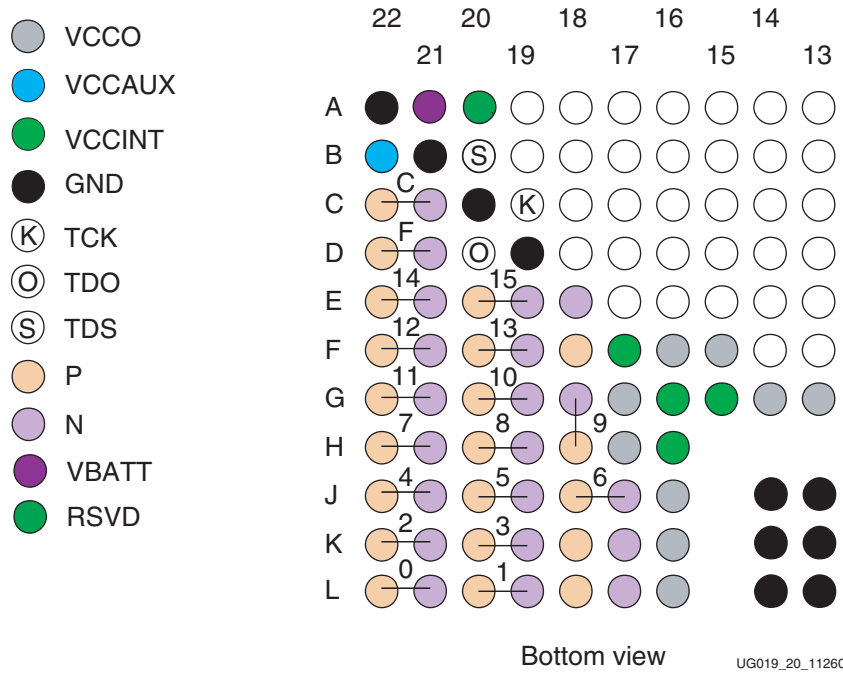 VCCO
VCCAUX
VCCINT
GND
K TCK
O TDO
S TDS
P
N
VBATT
RSVD
22 20 18 16 14
21 19 17 15 13
A
B S
C C K
D F O
E 14 15
F 12 13
G 11 10
H 7 8 9
J 4 5 6
K 2 3
L 0 1
Bottom view
UG019_20_11260